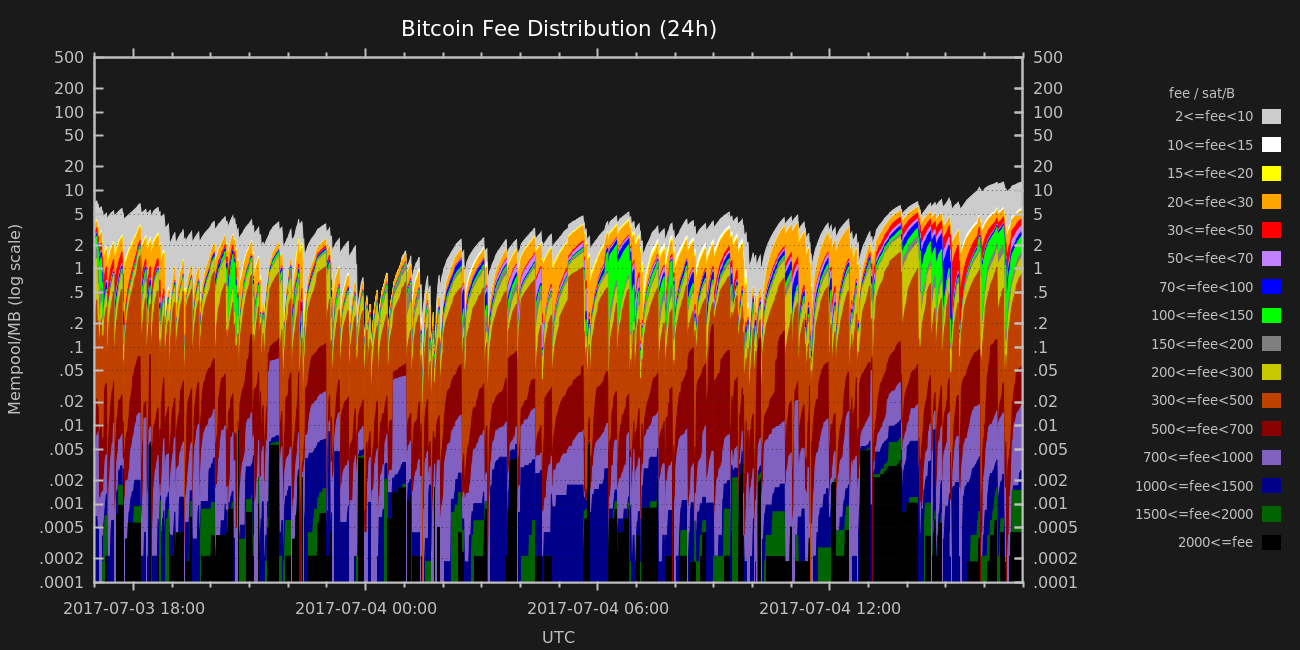 Bitcoin Fee Distribution (24h)
500
200
100
50
20
10
5
2
1
.5
.2
.1
.05
.02
.01
.005
.002
.001
.0005
.0002
.0001
Mempool/MB (log scale)
500
200
100
50
20
10
5
2
1
.5
.2
.1
.05
.02
.01
.005
.002
.001
.0005
.0002
.0001
2017-07-03 18:00
2017-07-04 00:00
2017-07-04 06:00
2017-07-04 12:00
UTC
fee / sat/B
2<=fee<10
10<=fee<15
15<=fee<20
20<=fee<30
30<=fee<50
50<=fee<70
70<=fee<100
100<=fee<150
150<=fee<200
200<=fee<300
300<=fee<500
500<=fee<700
700<=fee<1000
1000<=fee<1500
1500<=fee<2000
2000<=fee